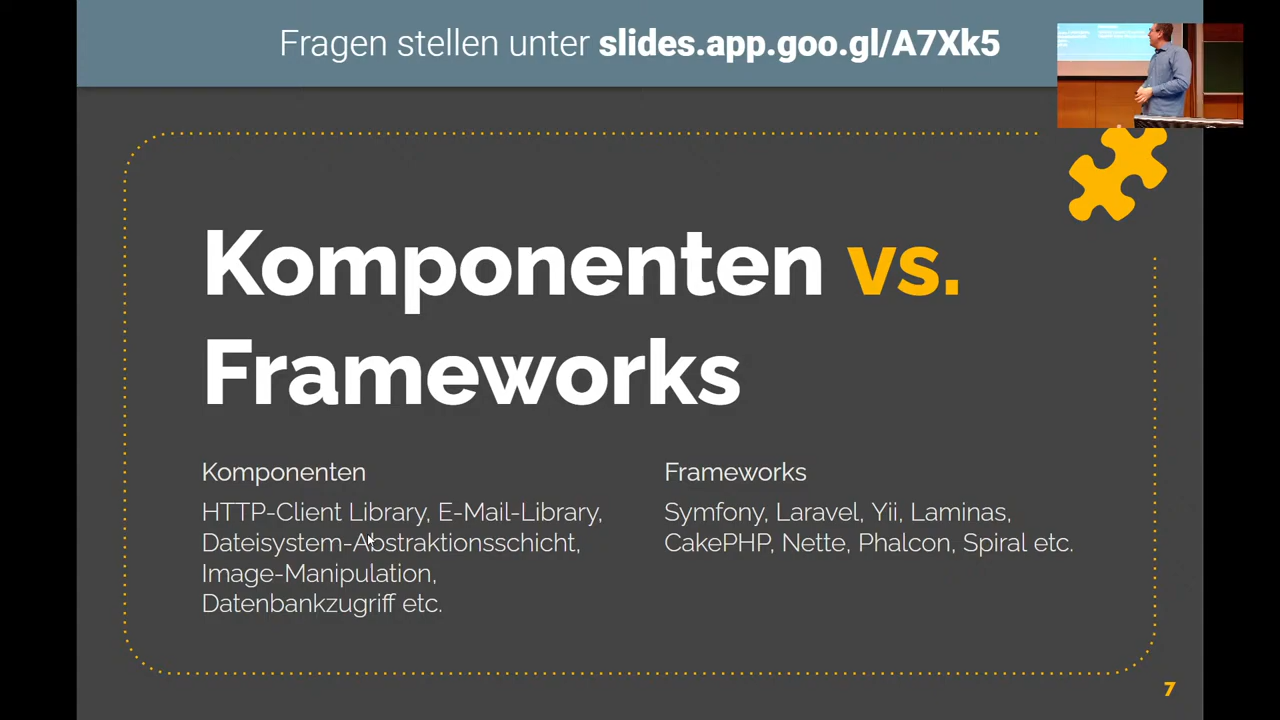 Fragen stellen unter slides.app.goo.gl/A7Xk5
Komponenten vs.
Frameworks
Komponenten
HTTP-Client Library, E-Mail-Library,
Dateisystem-Abstraktionsschicht,
Image-Manipulation,
Datenbankzugriff etc.
Frameworks
Symfony, Laravel, Yii, Laminas,
CakePHP, Nette, Phalcon, Spiral etc.
7